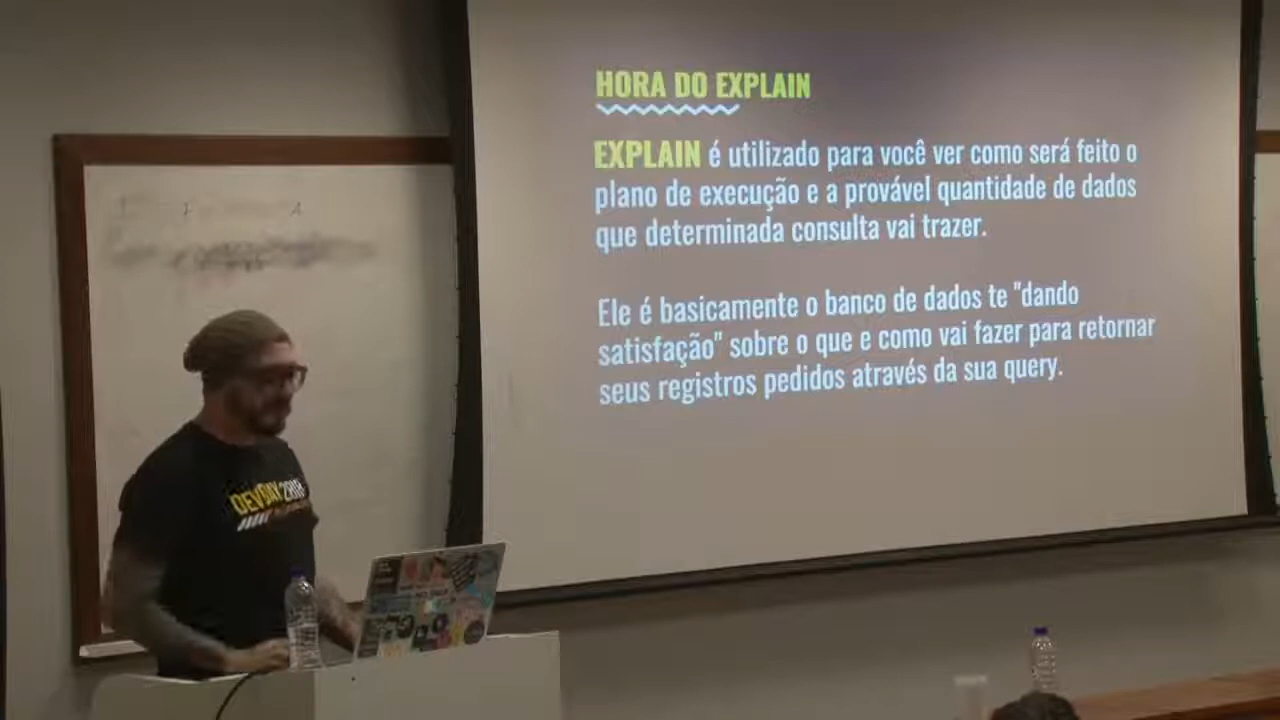 HORA DO EXPLAIN
EXPLAIN é utilizado para você ver como será feito o
plano de execução e a provável quantidade de dados
que determinada consulta vai trazer.
Ele é basicamente o banco de dados te "dando
satisfação" sobre o que e como vai fazer para retornar
seus registros pedidos através da sua query.
DEVDAY2018